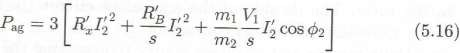 P_ag = 3 [ R'_x I'_2^2 + R'_B/s I'_2^2 + m_1/m_2 V_1/s I'_2 cos ϕ_2 ] (5.16)